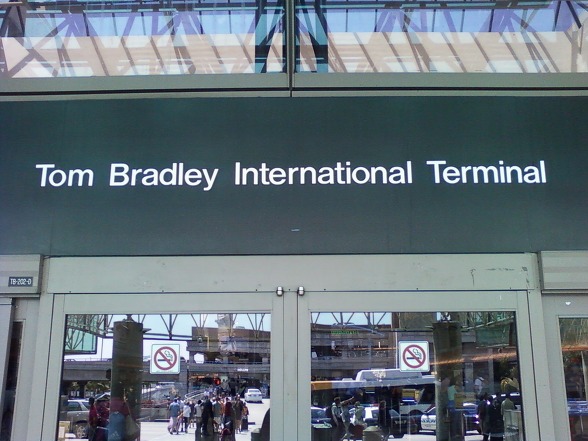 Tom Bradley International Terminal
TB-202-0